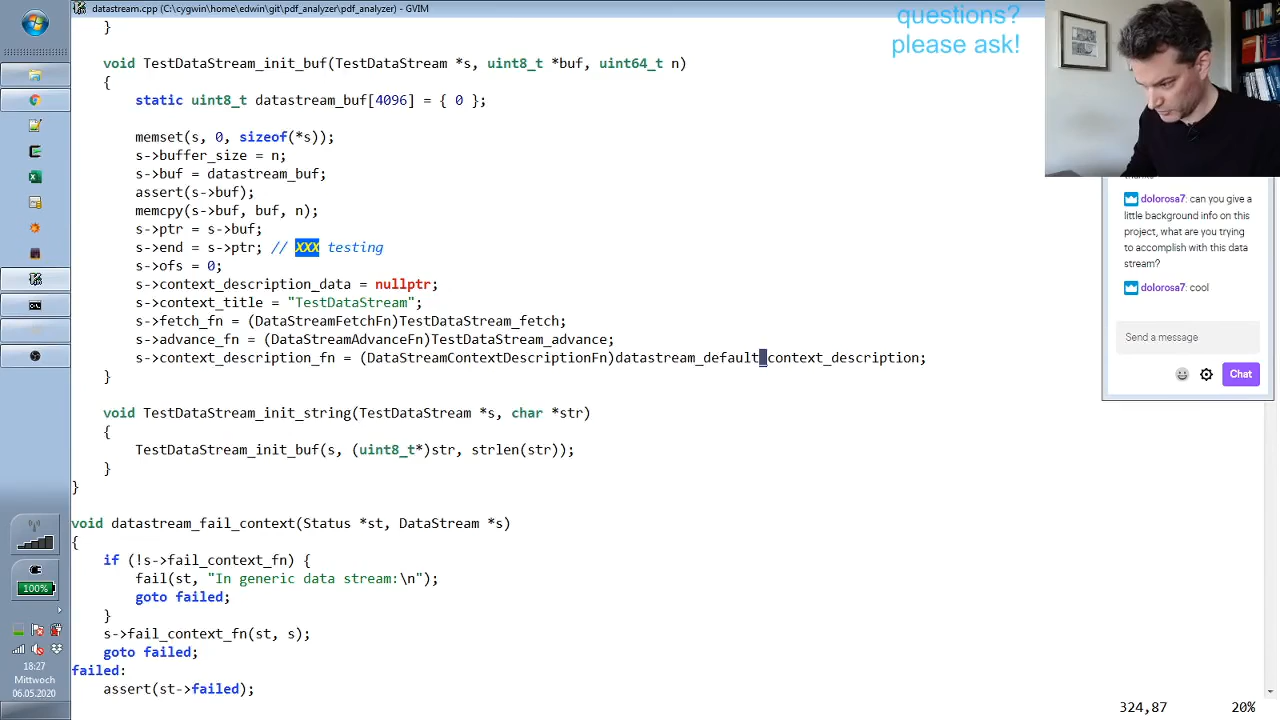 datastream.cpp (C:\cygwin\home\edwin\git\pdf_analyzer\pdf_analyzer) - GVIM
questions?
please ask!
}
void TestDataStream_init_buf(TestDataStream *s, uint8_t *buf, uint64_t n)
{
static uint8_t datastream_buf[4096] = { 0 };
memset(s, 0, sizeof(*s));
s->buffer_size = n;
s->buf = datastream_buf;
assert(s->buf);
memcpy(s->buf, buf, n);
s->ptr = s->buf;
s->end = s->ptr; // XXX testing
s->ofs = 0;
s->context_description_data = nullptr;
s->context_title = "TestDataStream";
s->fetch_fn = (DataStreamFetchFn)TestDataStream_fetch;
s->advance_fn = (DataStreamAdvanceFn)TestDataStream_advance;
s->context_description_fn = (DataStreamContextDescriptionFn)datastream_default_context_description;
}
void TestDataStream_init_string(TestDataStream *s, char *str)
{
TestDataStream_init_buf(s, (uint8_t*)str, strlen(str));
}
}
void datastream_fail_context(Status *st, DataStream *s)
{
if (!s->fail_context_fn) {
fail(st, "In generic data stream:\n");
goto failed;
}
s->fail_context_fn(st, s);
goto failed;
failed:
assert(st->failed);
324,87 20%
dolorosa7: can you give a
little background info on this
project, what are you trying
to accomplish with this data
stream?
dolorosa7: cool
Send a message
Chat
100%
18:27
Mittwoch
06.05.2020